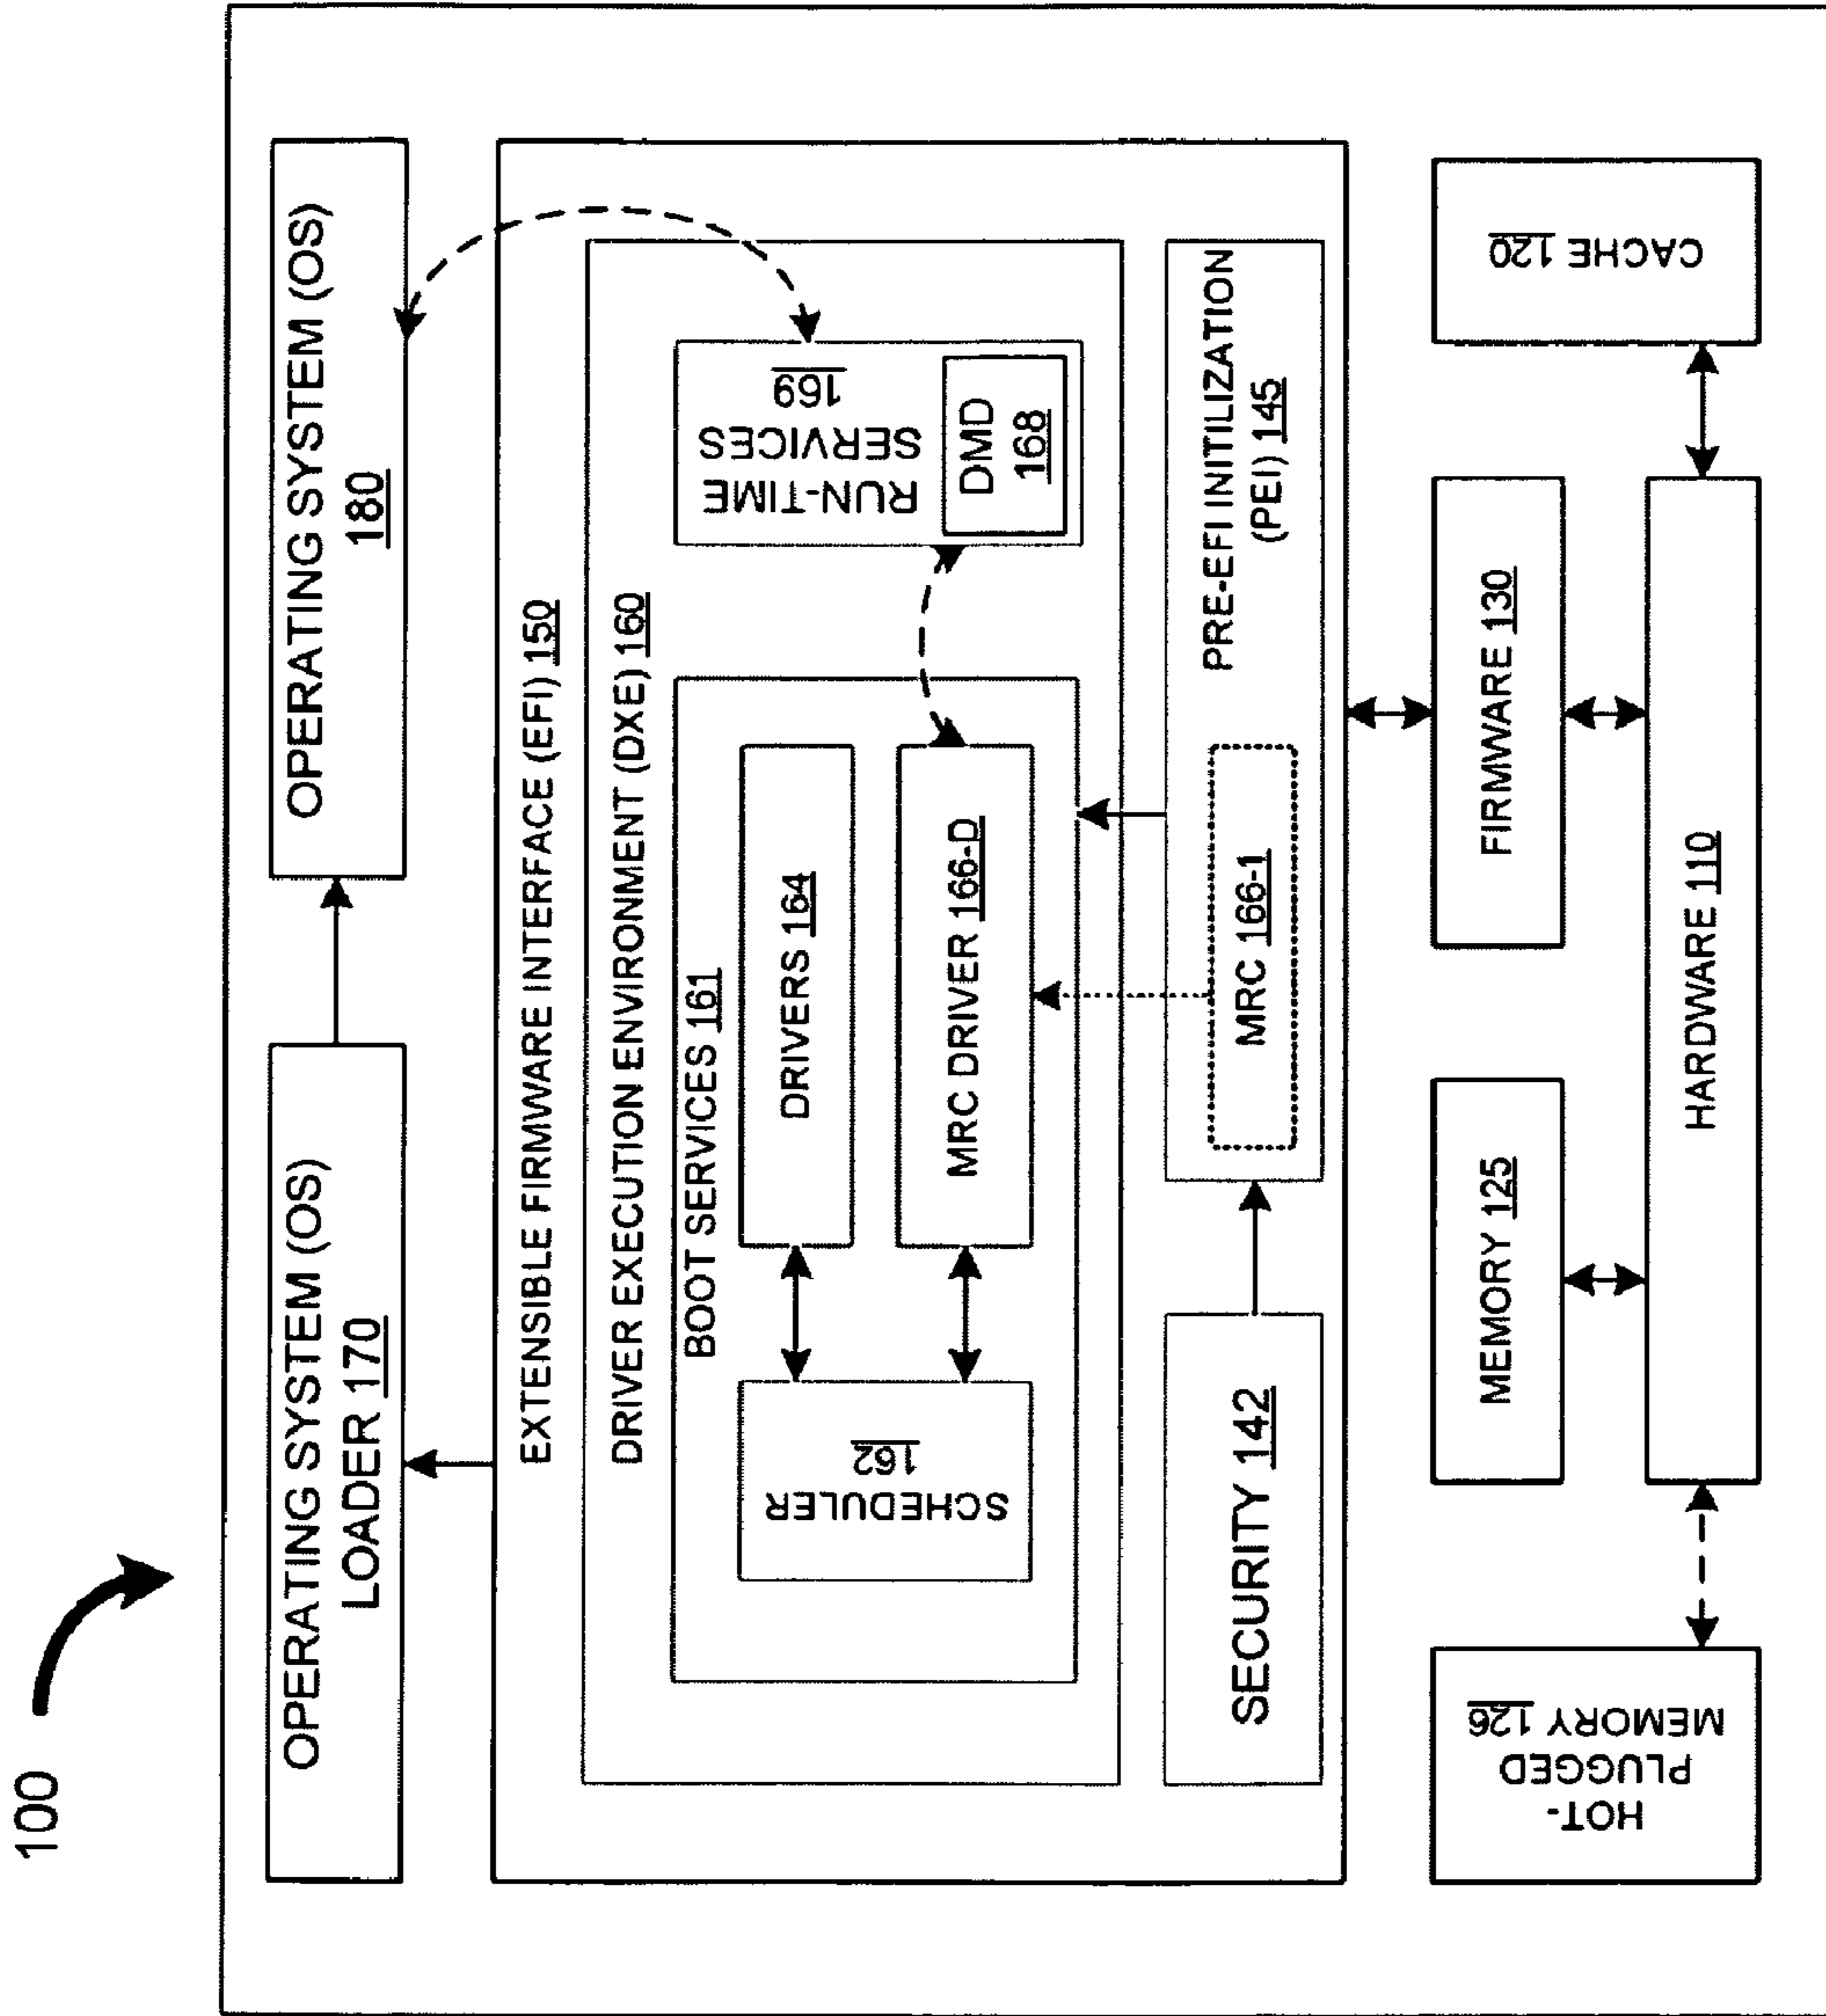 100
OPERATING SYSTEM (OS)
LOADER 170
OPERATING SYSTEM (OS)
180
EXTENSIBLE FIRMWARE INTERFACE (EFI) 150
DRIVER EXECUTION ENVIRONMENT (DXE) 160
BOOT SERVICES 161
SCHEDULER
162
DRIVERS 164
MRC DRIVER 166-D
RUN-TIME
SERVICES
169
DMD
168
SECURITY 142
PRE-EFI INITILIZATION
(PEI) 145
MRC 166-1
HOT-
PLUGGED
MEMORY 126
MEMORY 125
FIRMWARE 130
CACHE 120
HARDWARE 110